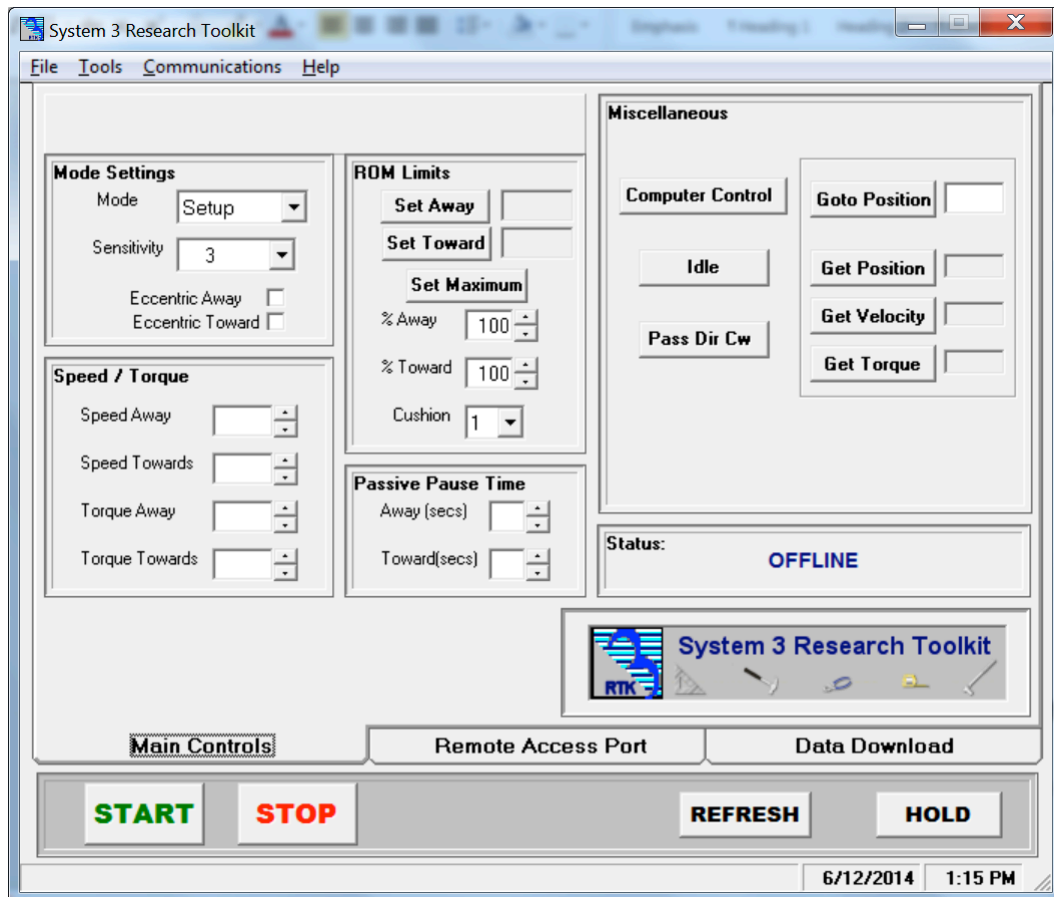 System 3 Research Toolkit
Emphasis ¶ Heading 1
File Tools Communications Help
Mode Settings
Mode Setup
Sensitivity 3
Eccentric Away
Eccentric Toward
Speed / Torque
Speed Away
Speed Towards
Torque Away
Torque Towards
ROM Limits
Set Away
Set Toward
Set Maximum
% Away 100
% Toward 100
Cushion 1
Passive Pause Time
Away (secs)
Toward(secs)
Miscellaneous
Computer Control
Idle
Pass Dir Cw
Goto Position
Get Position
Get Velocity
Get Torque
Status:
OFFLINE
RTK
System 3 Research Toolkit
Main Controls Remote Access Port Data Download
START STOP REFRESH HOLD
6/12/2014 1:15 PM